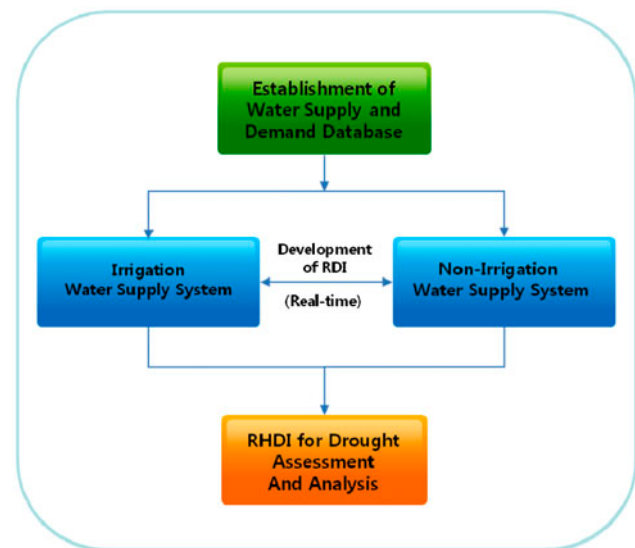 Establishment of
Water Supply and
Demand Database
Development
of RDI
(Real-time)
Irrigation
Water Supply System
Non-Irrigation
Water Supply System
RHDI for Drought
Assessment
And Analysis